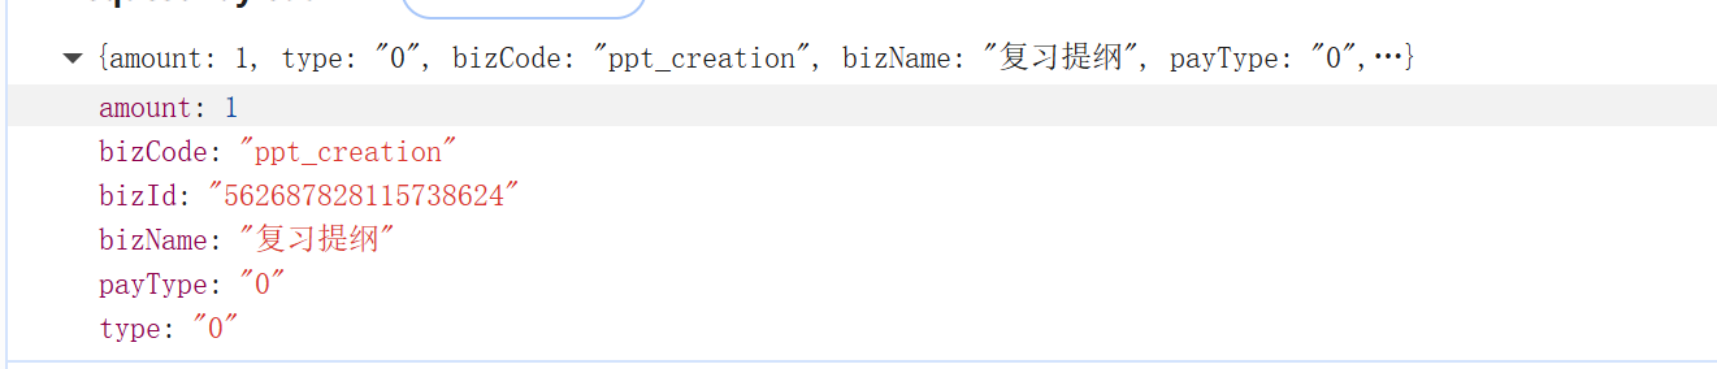 ▼ {amount: 1, type: "0", bizCode: "ppt_creation", bizName: "复习提纲", payType: "0",…}
amount: 1
bizCode: "ppt_creation"
bizId: "562687828115738624"
bizName: "复习提纲"
payType: "0"
type: "0"